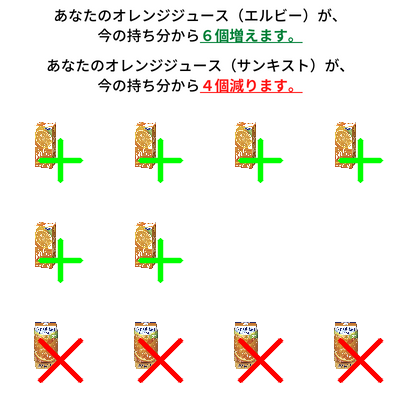 あなたのオレンジジュース（エルビー）が、
今の持ち分から６個増えます。
あなたのオレンジジュース（サンキスト）が、
今の持ち分から４個減ります。